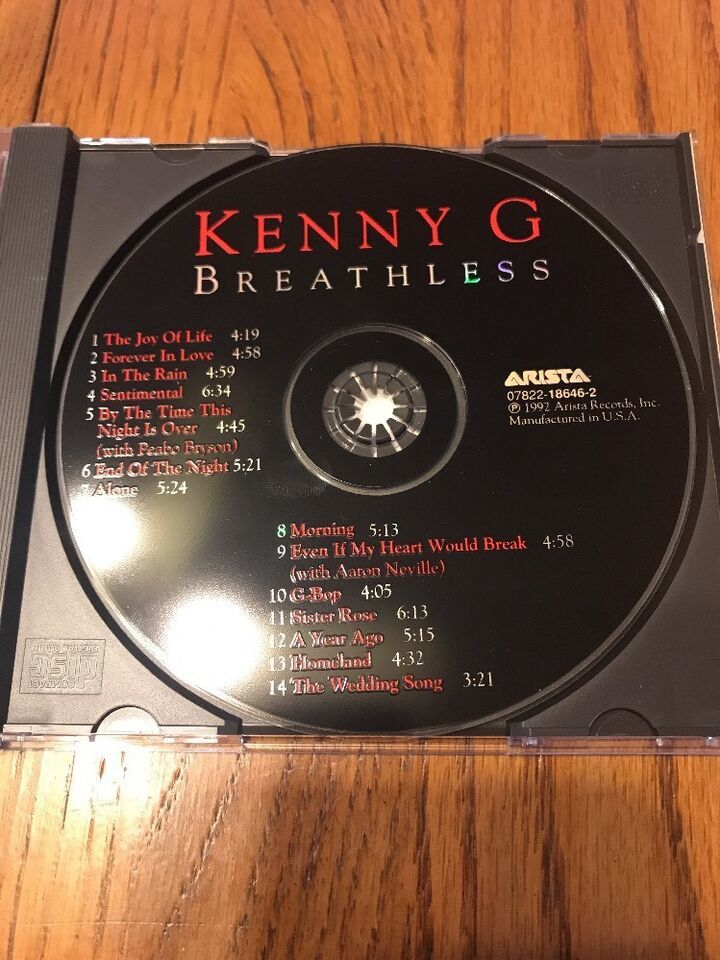 KENNY G
BREATHLESS
1 The Joy Of Life 4:19
2 Forever In Love 4:58
3 In The Rain 4:59
4 Sentimental 6:34
5 By The Time This
Night Is Over 4:45
(with Peabo Bryson)
6 End Of The Night 5:21
7 Alone 5:24
ARISTA
07822-18646-2
℗ 1992 Arista Records, Inc.
Manufactured in U.S.A.
8 Morning 5:13
9 Even If My Heart Would Break 4:58
(with Aaron Neville)
10 G-Bop 4:05
11 Sister Rose 6:13
12 A Year Ago 5:15
13 Homeland 4:32
14 The Wedding Song 3:21
disc